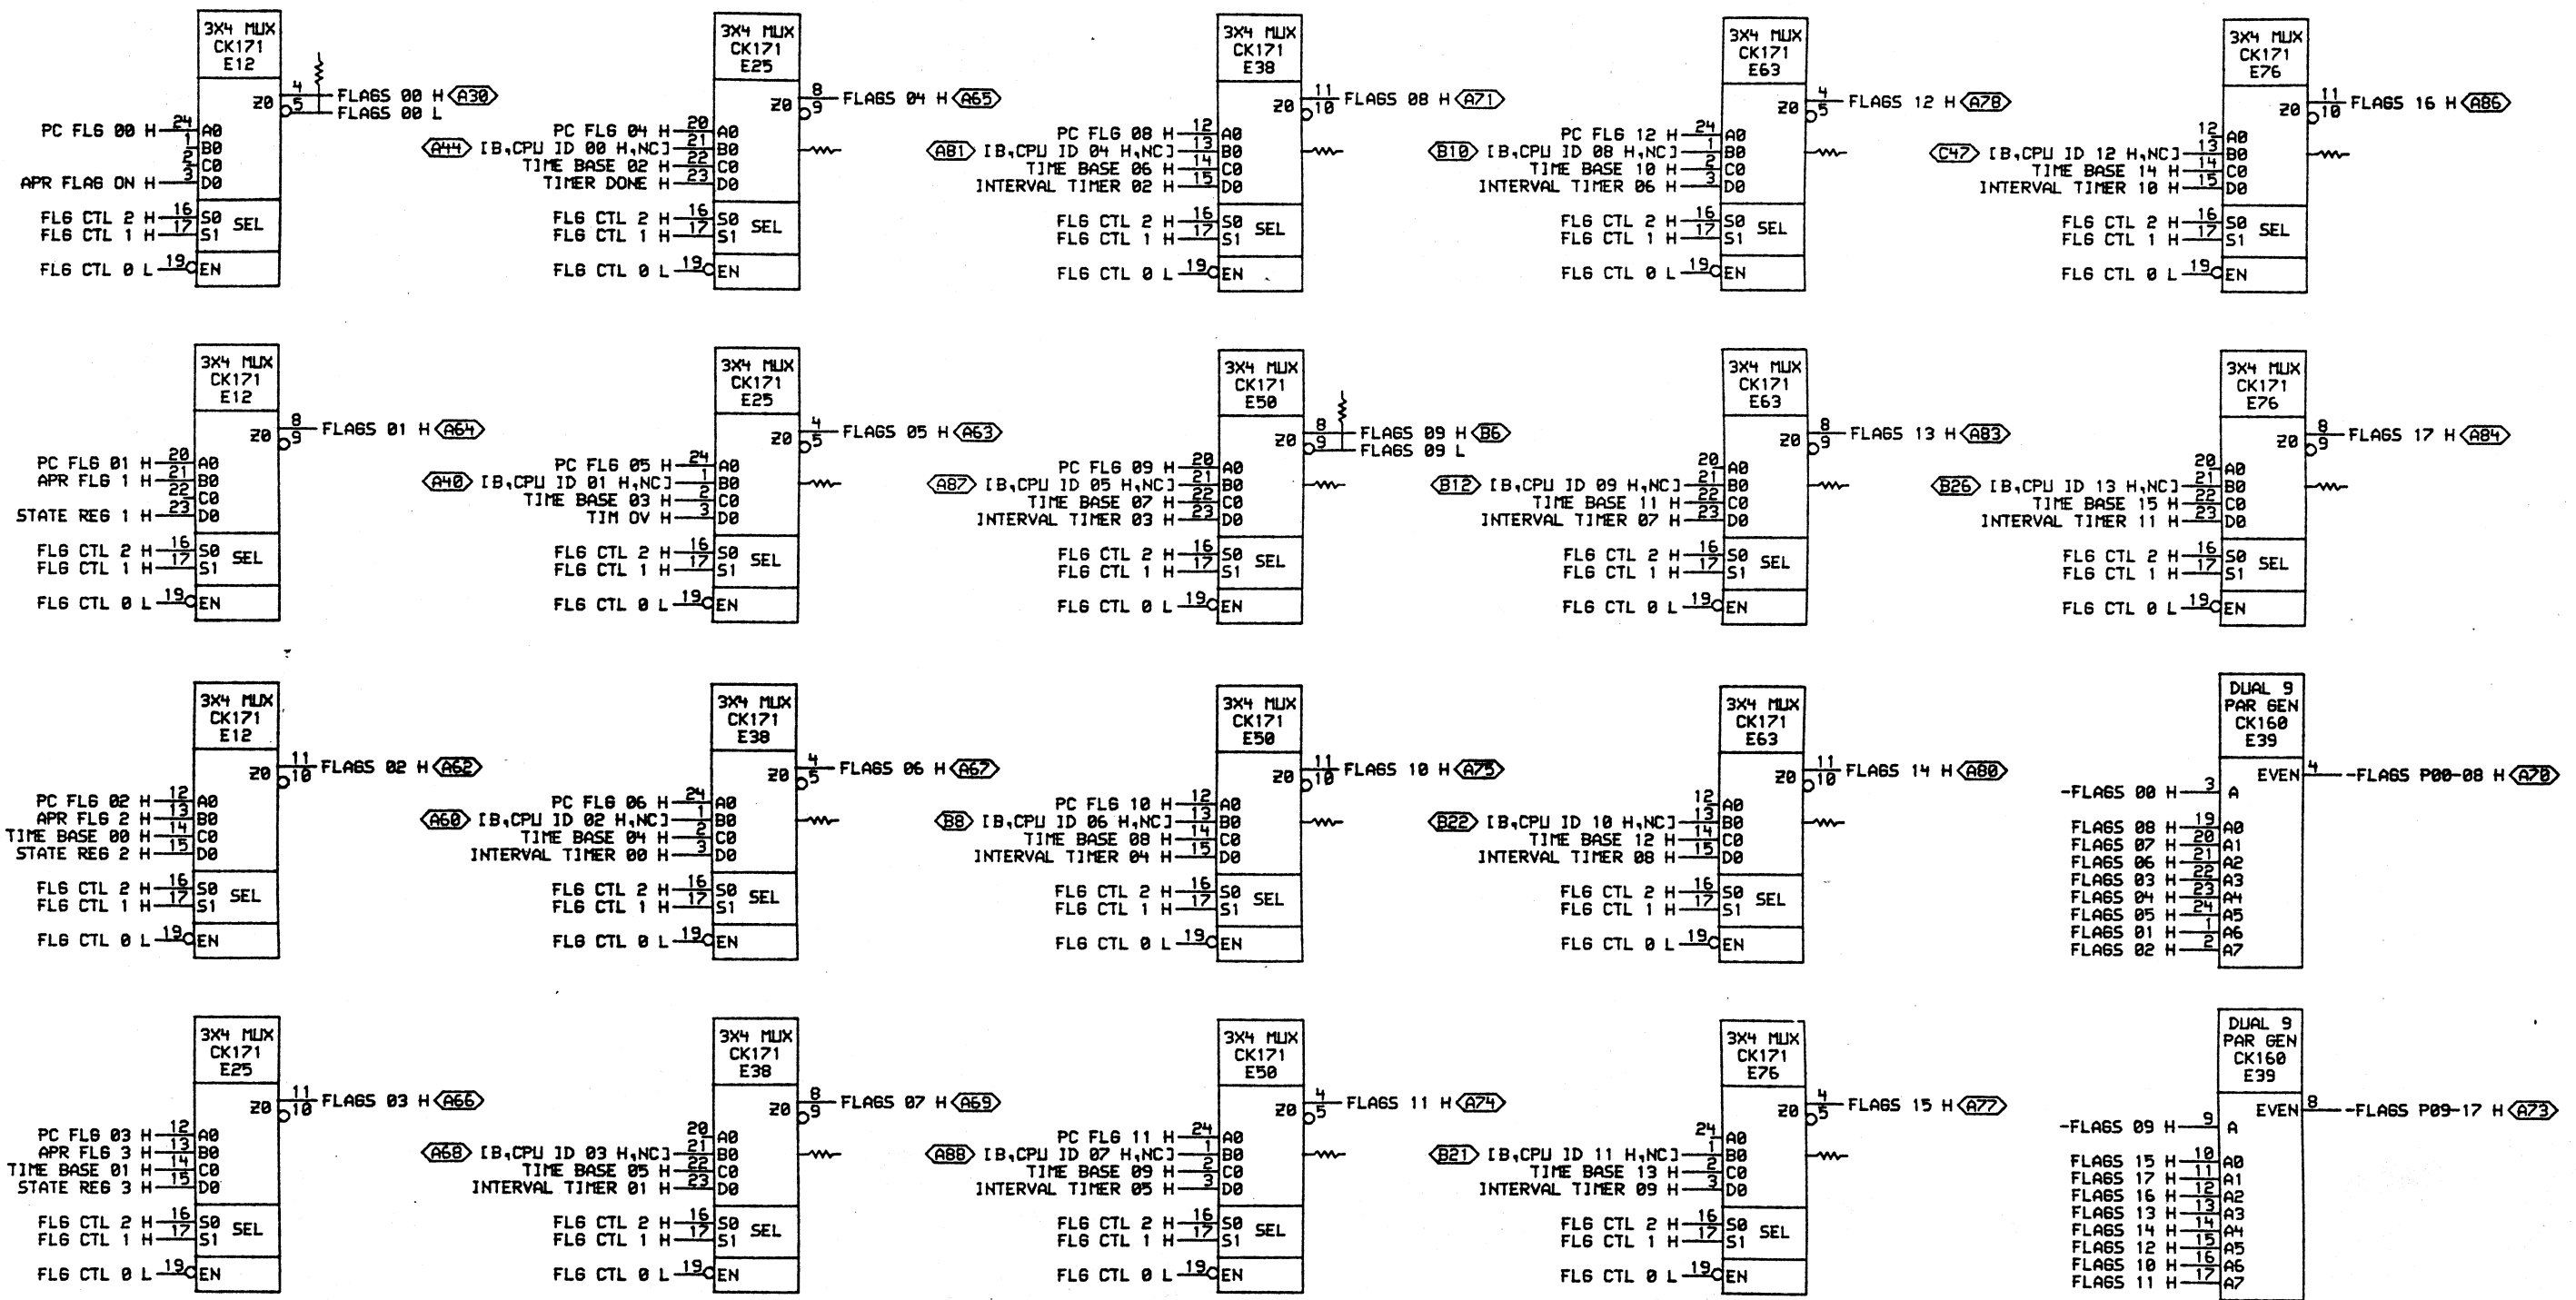 3X4 MUX
CK171
E12
Z0 4 FLAGS 00 H A30
5 FLAGS 00 L
PC FLG 00 H 24 A0
1 B0
2 C0
APR FLAG ON H 3 D0
FLG CTL 2 H 16 S0 SEL
FLG CTL 1 H 17 S1
FLG CTL 0 L 19 EN
3X4 MUX
CK171
E25
Z0 8 FLAGS 04 H A65
9
PC FLG 04 H 20 A0
A44 [B,CPU ID 00 H,NC] 21 B0
TIME BASE 02 H 22 C0
TIMER DONE H 23 D0
FLG CTL 2 H 16 S0 SEL
FLG CTL 1 H 17 S1
FLG CTL 0 L 19 EN
3X4 MUX
CK171
E38
Z0 11 FLAGS 08 H A71
10
PC FLG 08 H 12 A0
A81 [B,CPU ID 04 H,NC] 13 B0
TIME BASE 06 H 14 C0
INTERVAL TIMER 02 H 15 D0
FLG CTL 2 H 16 S0 SEL
FLG CTL 1 H 17 S1
FLG CTL 0 L 19 EN
3X4 MUX
CK171
E63
Z0 4 FLAGS 12 H A78
5
PC FLG 12 H 24 A0
B10 [B,CPU ID 08 H,NC] 1 B0
TIME BASE 10 H 2 C0
INTERVAL TIMER 06 H 3 D0
FLG CTL 2 H 16 S0 SEL
FLG CTL 1 H 17 S1
FLG CTL 0 L 19 EN
3X4 MUX
CK171
E76
Z0 11 FLAGS 16 H A86
10
12 A0
C47 [B,CPU ID 12 H,NC] 13 B0
TIME BASE 14 H 14 C0
INTERVAL TIMER 10 H 15 D0
FLG CTL 2 H 16 S0 SEL
FLG CTL 1 H 17 S1
FLG CTL 0 L 19 EN
3X4 MUX
CK171
E12
Z0 8 FLAGS 01 H A64
9
PC FLG 01 H 20 A0
APR FLG 1 H 21 B0
22 C0
STATE REG 1 H 23 D0
FLG CTL 2 H 16 S0 SEL
FLG CTL 1 H 17 S1
FLG CTL 0 L 19 EN
3X4 MUX
CK171
E25
Z0 4 FLAGS 05 H A63
5
PC FLG 05 H 24 A0
A40 [B,CPU ID 01 H,NC] 1 B0
TIME BASE 03 H 2 C0
TIM OV H 3 D0
FLG CTL 2 H 16 S0 SEL
FLG CTL 1 H 17 S1
FLG CTL 0 L 19 EN
3X4 MUX
CK171
E50
Z0 8 FLAGS 09 H B6
9 FLAGS 09 L
PC FLG 09 H 20 A0
A87 [B,CPU ID 05 H,NC] 21 B0
TIME BASE 07 H 22 C0
INTERVAL TIMER 03 H 23 D0
FLG CTL 2 H 16 S0 SEL
FLG CTL 1 H 17 S1
FLG CTL 0 L 19 EN
3X4 MUX
CK171
E63
Z0 8 FLAGS 13 H A83
9
20 A0
B12 [B,CPU ID 09 H,NC] 21 B0
TIME BASE 11 H 22 C0
INTERVAL TIMER 07 H 23 D0
FLG CTL 2 H 16 S0 SEL
FLG CTL 1 H 17 S1
FLG CTL 0 L 19 EN
3X4 MUX
CK171
E76
Z0 8 FLAGS 17 H A84
9
20 A0
B26 [B,CPU ID 13 H,NC] 21 B0
TIME BASE 15 H 22 C0
INTERVAL TIMER 11 H 23 D0
FLG CTL 2 H 16 S0 SEL
FLG CTL 1 H 17 S1
FLG CTL 0 L 19 EN
3X4 MUX
CK171
E12
Z0 11 FLAGS 02 H A62
10
PC FLG 02 H 12 A0
APR FLG 2 H 13 B0
TIME BASE 00 H 14 C0
STATE REG 2 H 15 D0
FLG CTL 2 H 16 S0 SEL
FLG CTL 1 H 17 S1
FLG CTL 0 L 19 EN
3X4 MUX
CK171
E38
Z0 4 FLAGS 06 H A67
5
PC FLG 06 H 24 A0
A60 [B,CPU ID 02 H,NC] 1 B0
TIME BASE 04 H 2 C0
INTERVAL TIMER 00 H 3 D0
FLG CTL 2 H 16 S0 SEL
FLG CTL 1 H 17 S1
FLG CTL 0 L 19 EN
3X4 MUX
CK171
E50
Z0 11 FLAGS 10 H A75
10
PC FLG 10 H 12 A0
B8 [B,CPU ID 06 H,NC] 13 B0
TIME BASE 08 H 14 C0
INTERVAL TIMER 04 H 15 D0
FLG CTL 2 H 16 S0 SEL
FLG CTL 1 H 17 S1
FLG CTL 0 L 19 EN
3X4 MUX
CK171
E63
Z0 11 FLAGS 14 H A80
10
12 A0
B22 [B,CPU ID 10 H,NC] 13 B0
TIME BASE 12 H 14 C0
INTERVAL TIMER 08 H 15 D0
FLG CTL 2 H 16 S0 SEL
FLG CTL 1 H 17 S1
FLG CTL 0 L 19 EN
DUAL 9
PAR GEN
CK160
E39
EVEN 4 -FLAGS P00-08 H A70
-FLAGS 00 H 3 A
FLAGS 08 H 19 A0
FLAGS 07 H 20 A1
FLAGS 06 H 21 A2
FLAGS 03 H 22 A3
FLAGS 04 H 23 A4
FLAGS 05 H 24 A5
FLAGS 01 H 1 A6
FLAGS 02 H 2 A7
3X4 MUX
CK171
E25
Z0 11 FLAGS 03 H A66
10
PC FLG 03 H 12 A0
APR FLG 3 H 13 B0
TIME BASE 01 H 14 C0
STATE REG 3 H 15 D0
FLG CTL 2 H 16 S0 SEL
FLG CTL 1 H 17 S1
FLG CTL 0 L 19 EN
3X4 MUX
CK171
E38
Z0 8 FLAGS 07 H A69
9
20 A0
A68 [B,CPU ID 03 H,NC] 21 B0
TIME BASE 05 H 22 C0
INTERVAL TIMER 01 H 23 D0
FLG CTL 2 H 16 S0 SEL
FLG CTL 1 H 17 S1
FLG CTL 0 L 19 EN
3X4 MUX
CK171
E50
Z0 4 FLAGS 11 H A74
5
PC FLG 11 H 24 A0
A88 [B,CPU ID 07 H,NC] 1 B0
TIME BASE 09 H 2 C0
INTERVAL TIMER 05 H 3 D0
FLG CTL 2 H 16 S0 SEL
FLG CTL 1 H 17 S1
FLG CTL 0 L 19 EN
3X4 MUX
CK171
E76
Z0 4 FLAGS 15 H A77
5
24 A0
B21 [B,CPU ID 11 H,NC] 1 B0
TIME BASE 13 H 2 C0
INTERVAL TIMER 09 H 3 D0
FLG CTL 2 H 16 S0 SEL
FLG CTL 1 H 17 S1
FLG CTL 0 L 19 EN
DUAL 9
PAR GEN
CK160
E39
EVEN 8 -FLAGS P09-17 H A73
-FLAGS 09 H 9 A
FLAGS 15 H 10 A0
FLAGS 17 H 11 A1
FLAGS 16 H 12 A2
FLAGS 13 H 13 A3
FLAGS 14 H 14 A4
FLAGS 12 H 15 A5
FLAGS 10 H 16 A6
FLAGS 11 H 17 A7